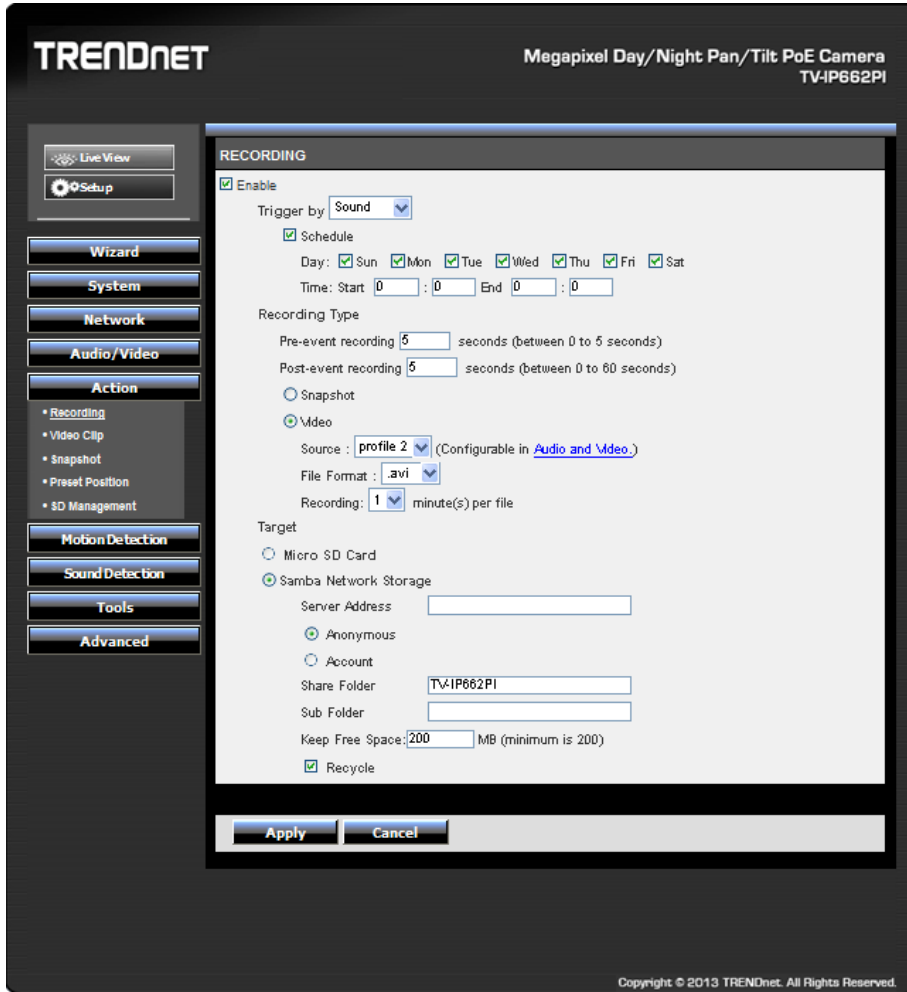 TRENDNET
Megapixel Day/Night Pan/Tilt PoE Camera
TV-IP662PI
Live View
Setup
Wizard
System
Network
Audio/Video
Action
• Recording
• Video Clip
• Snapshot
• Preset Position
• SD Management
Motion Detection
Sound Detection
Tools
Advanced
RECORDING
Enable
Trigger by Sound
Schedule
Day: Sun Mon Tue Wed Thu Fri Sat
Time: Start 0 : 0 End 0 : 0
Recording Type
Pre-event recording 5 seconds (between 0 to 5 seconds)
Post-event recording 5 seconds (between 0 to 60 seconds)
Snapshot
Video
Source : profile 2 (Configurable in Audio and Video.)
File Format : .avi
Recording: 1 minute(s) per file
Target
Micro SD Card
Samba Network Storage
Server Address
Anonymous
Account
Share Folder TV-IP662PI
Sub Folder
Keep Free Space: 200 MB (minimum is 200)
Recycle
Apply Cancel
Copyright © 2013 TRENDnet. All Rights Reserved.